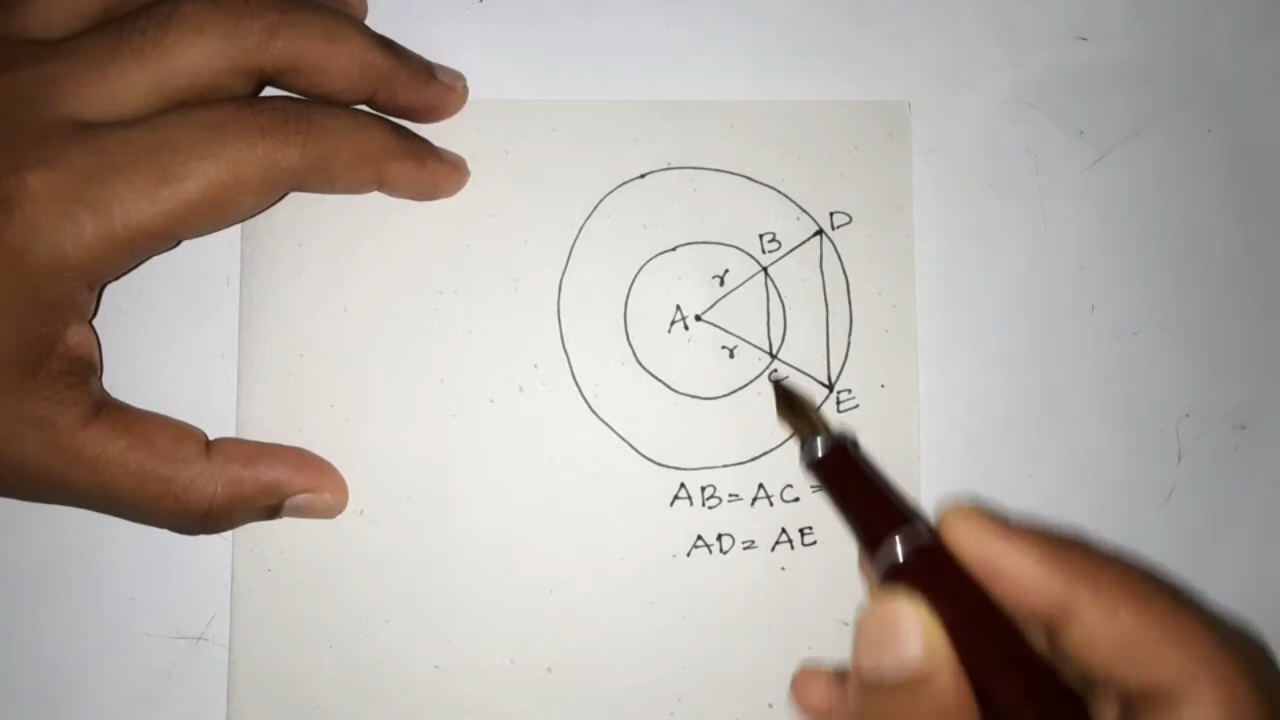 D
B
r
A
r
C
E
AB = AC =
AD = AE